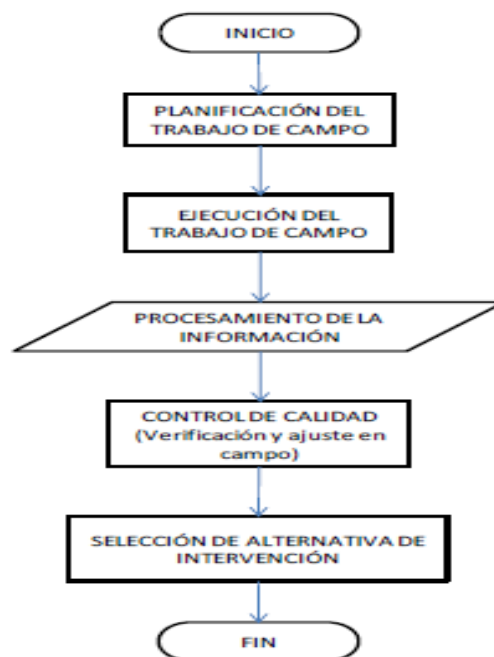 INICIO
PLANIFICACIÓN DEL
TRABAJO DE CAMPO
EJECUCIÓN DEL
TRABAJO DE CAMPO
PROCESAMIENTO DE LA
INFORMACIÓN
CONTROL DE CALIDAD
(Verificación y ajuste en
campo)
SELECCIÓN DE ALTERNATIVA DE
INTERVENCIÓN
FIN